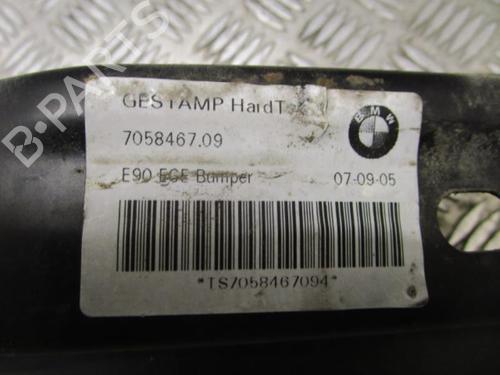 GESTAMP HardT
BMW
7058467.09
E90 ECE Bumper
07-09-05
*TS7058467094*
B-PARTS